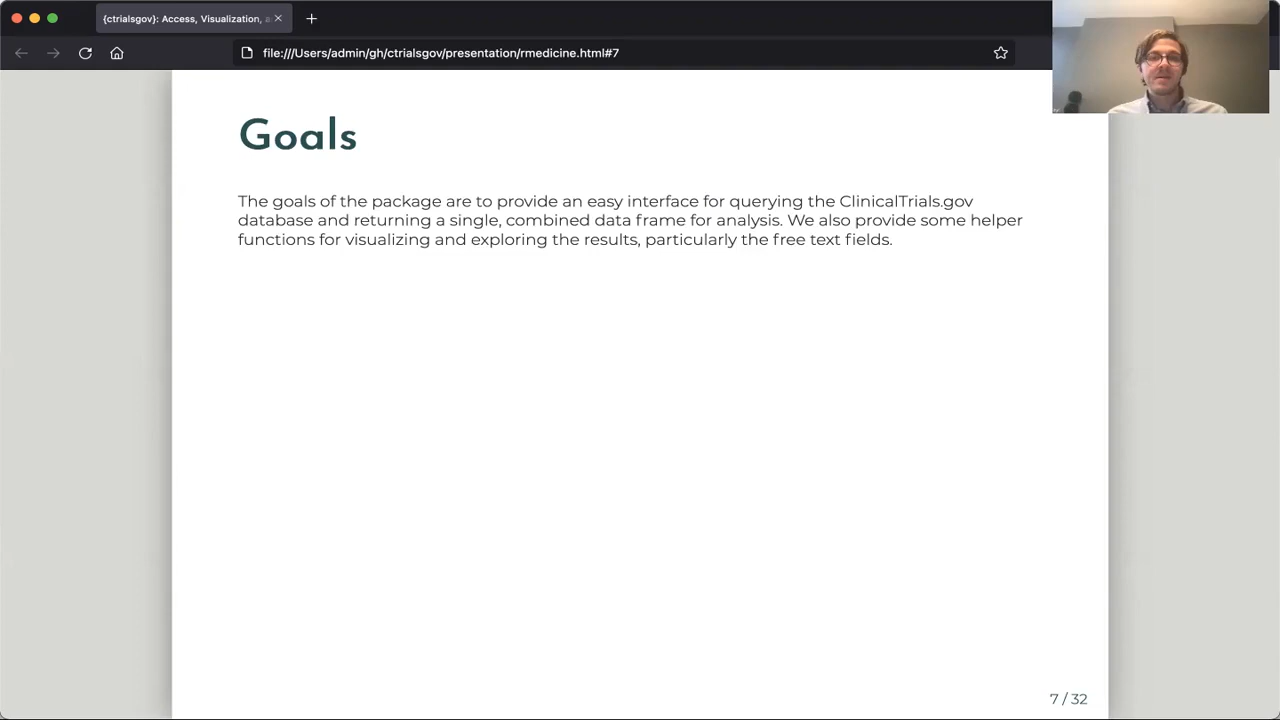 {ctrialsgov}: Access, Visualization,
file:///Users/admin/gh/ctrialsgov/presentation/rmedicine.html#7
Goals
The goals of the package are to provide an easy interface for querying the ClinicalTrials.gov
database and returning a single, combined data frame for analysis. We also provide some helper
functions for visualizing and exploring the results, particularly the free text fields.
7 / 32